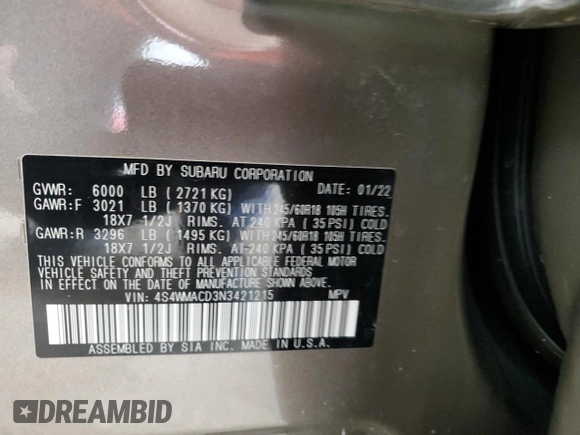 MFD BY SUBARU CORPORATION
GVWR: 6000 LB (2721 KG) DATE: 01/22
GAWR:F 3021 LB (1370 KG) WITH 245/60R18 105H TIRES.
18X7 1/2J RIMS. AT 240 KPA (35 PSI) COLD
GAWR:R 3296 LB (1495 KG) WITH 245/60R18 105H TIRES.
18X7 1/2J RIMS. AT 240 KPA (35 PSI) COLD
THIS VEHICLE CONFORMS TO ALL APPLICABLE FEDERAL MOTOR
VEHICLE SAFETY AND THEFT PREVENTION STANDARDS
IN EFFECT ON THE DATE OF MANUFACTURE SHOWN ABOVE.
VIN: 4S4WMACD3N3421215 MPV
ASSEMBLED BY SIA INC. MADE IN U.S.A.
DREAMBID